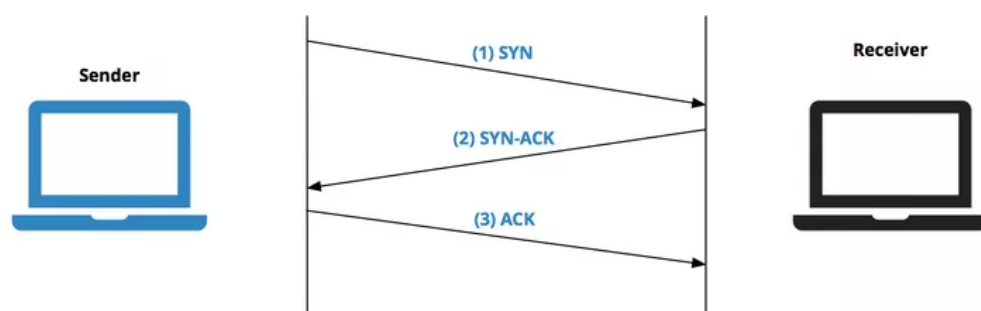 Sender
(1) SYN
Receiver
(2) SYN-ACK
(3) ACK